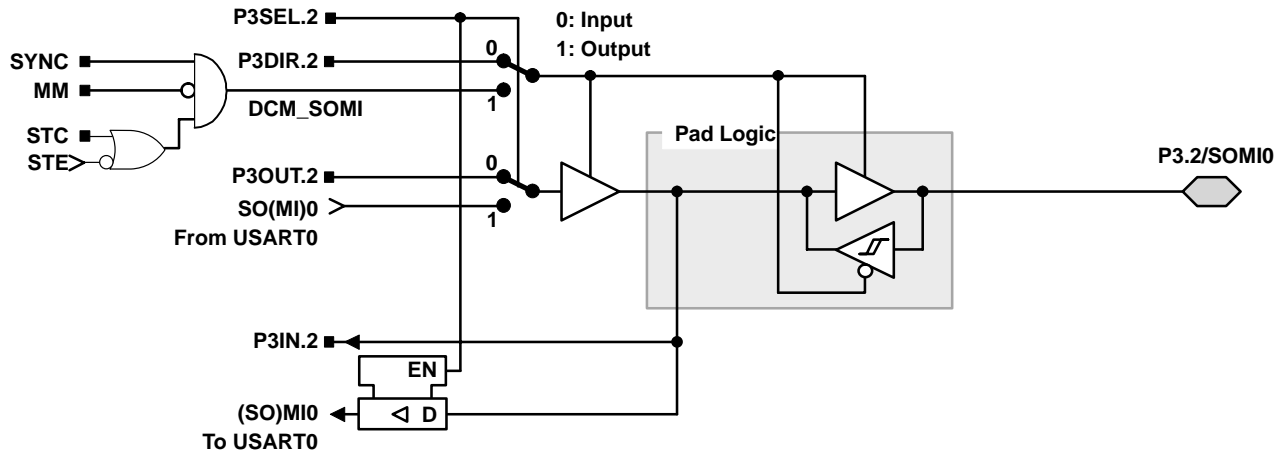 P3SEL.2
0: Input
1: Output
SYNC
P3DIR.2
0
MM
1
DCM_SOMI
STC
STE
Pad Logic
P3.2/SOMI0
P3OUT.2
0
SO(MI)0
1
From USART0
P3IN.2
EN
(SO)MI0
D
To USART0